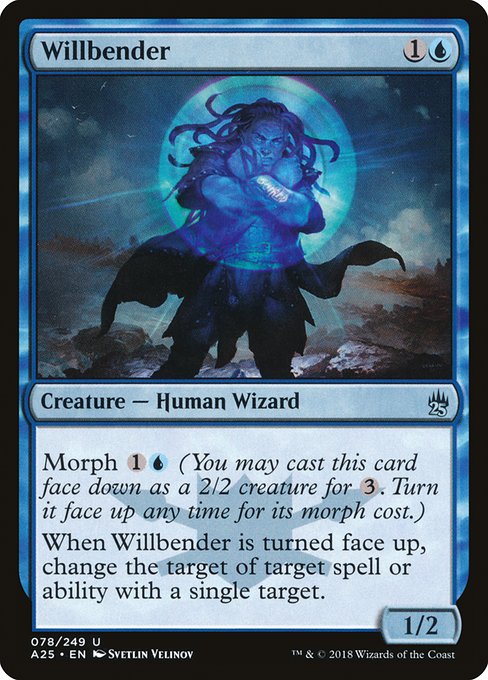 Willbender 1
Creature — Human Wizard
25
Morph 1 (You may cast this card
face down as a 2/2 creature for 3. Turn
it face up any time for its morph cost.)
When Willbender is turned face up,
change the target of target spell or
ability with a single target.
1/2
078/249 U
A25 • EN Svetlin Velinov
™ & © 2018 Wizards of the Coast